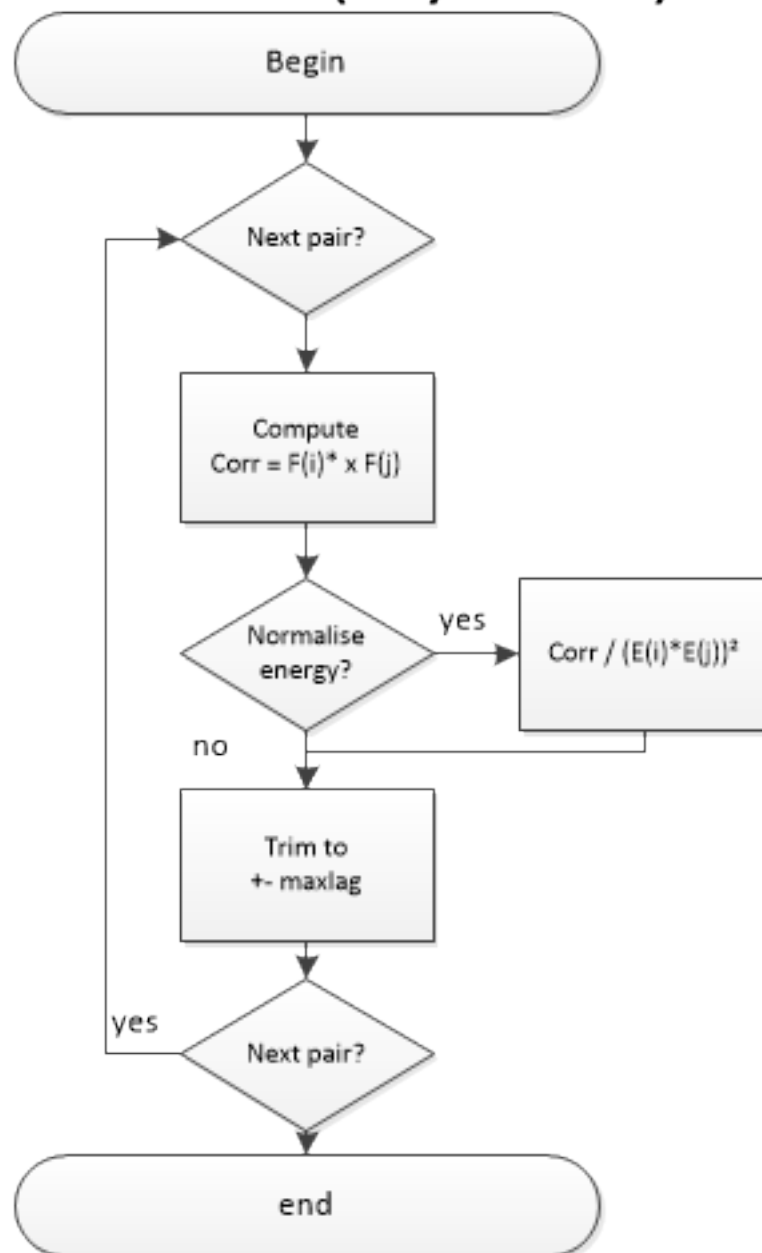 Begin
Next pair?
Compute
Corr = F(i)* x F(j)
Normalise
energy?
yes
Corr / (E(i)*E(j))²
no
Trim to
+- maxlag
yes
Next pair?
end